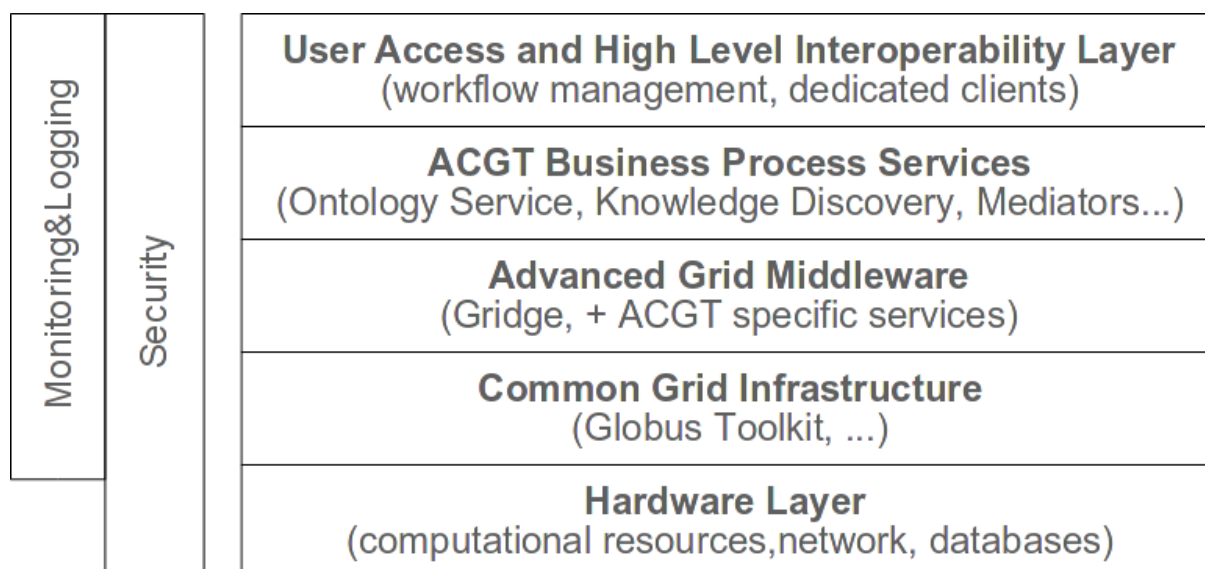 Monitoring&Logging
Security
User Access and High Level Interoperability Layer
(workflow management, dedicated clients)
ACGT Business Process Services
(Ontology Service, Knowledge Discovery, Mediators...)
Advanced Grid Middleware
(Gridge, + ACGT specific services)
Common Grid Infrastructure
(Globus Toolkit, ...)
Hardware Layer
(computational resources,network, databases)